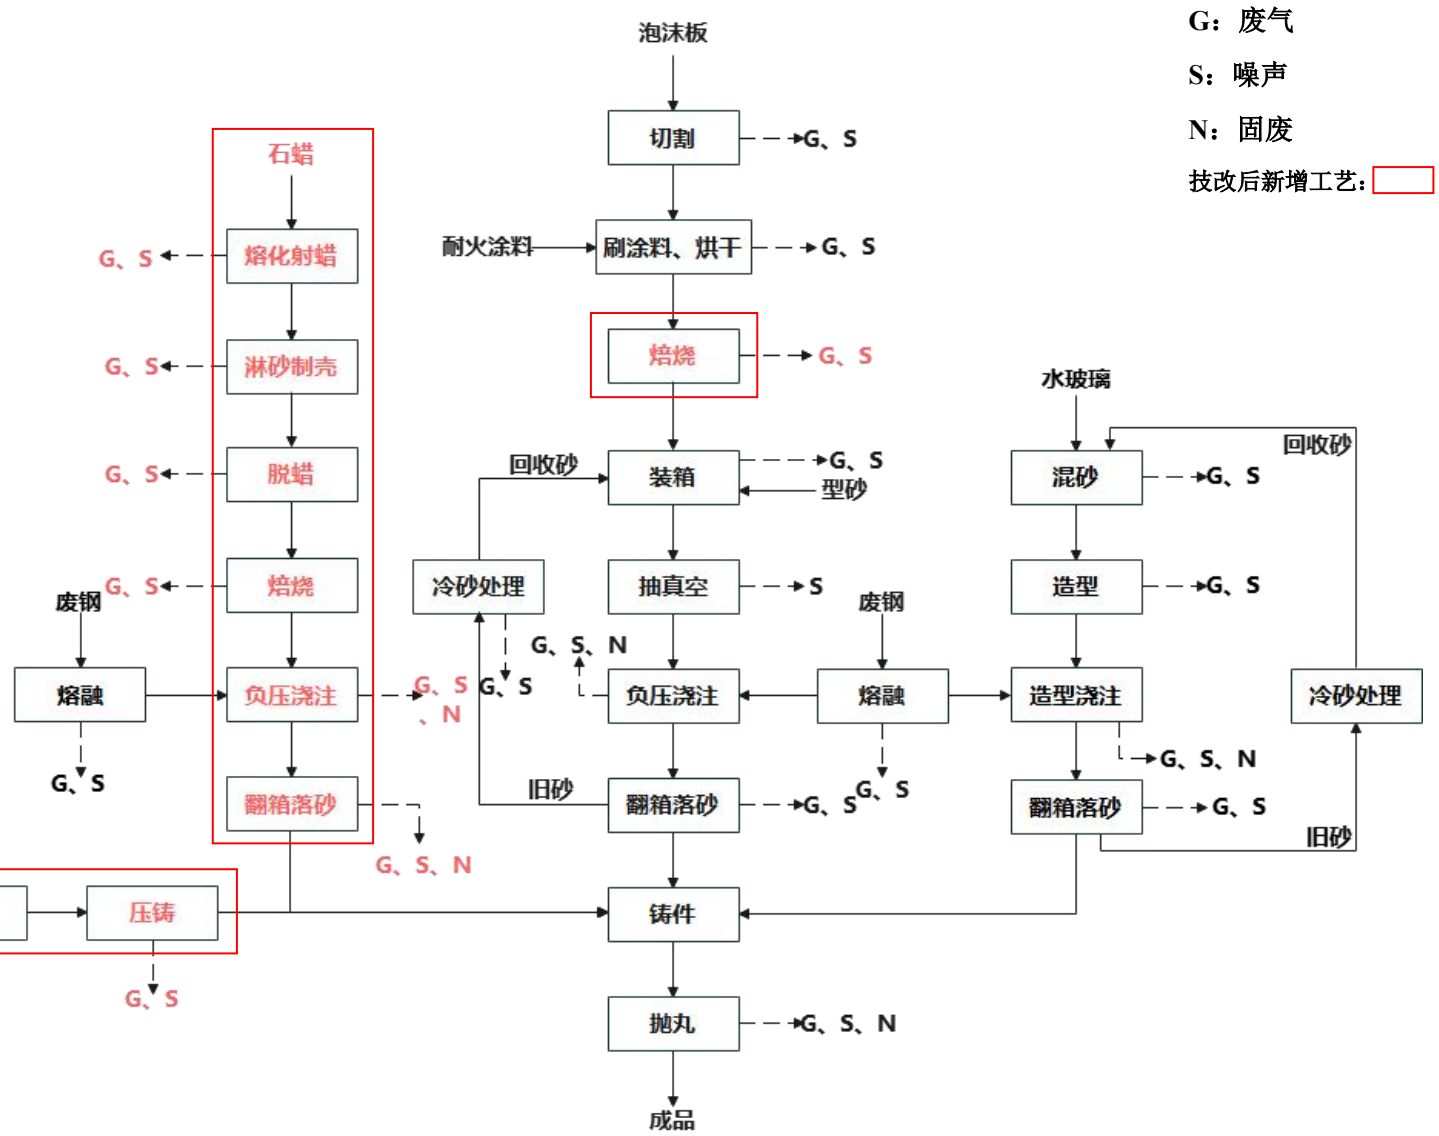 G：废气
S：噪声
N：固废
技改后新增工艺：
泡沫板
切割
G、S
耐火涂料
刷涂料、烘干
G、S
焙烧
G、S
回收砂
装箱
G、S
型砂
冷砂处理
G、S
抽真空
S
G、S、N
负压浇注
废钢
熔融
G、S
旧砂
翻箱落砂
G、S
石蜡
熔化射蜡
G、S
淋砂制壳
G、S
脱蜡
G、S
焙烧
G、S
废钢
熔融
G、S
负压浇注
G、S
、N
翻箱落砂
G、S、N
压铸
G、S
水玻璃
回收砂
混砂
G、S
造型
G、S
造型浇注
G、S、N
冷砂处理
翻箱落砂
G、S
旧砂
铸件
抛丸
G、S、N
成品